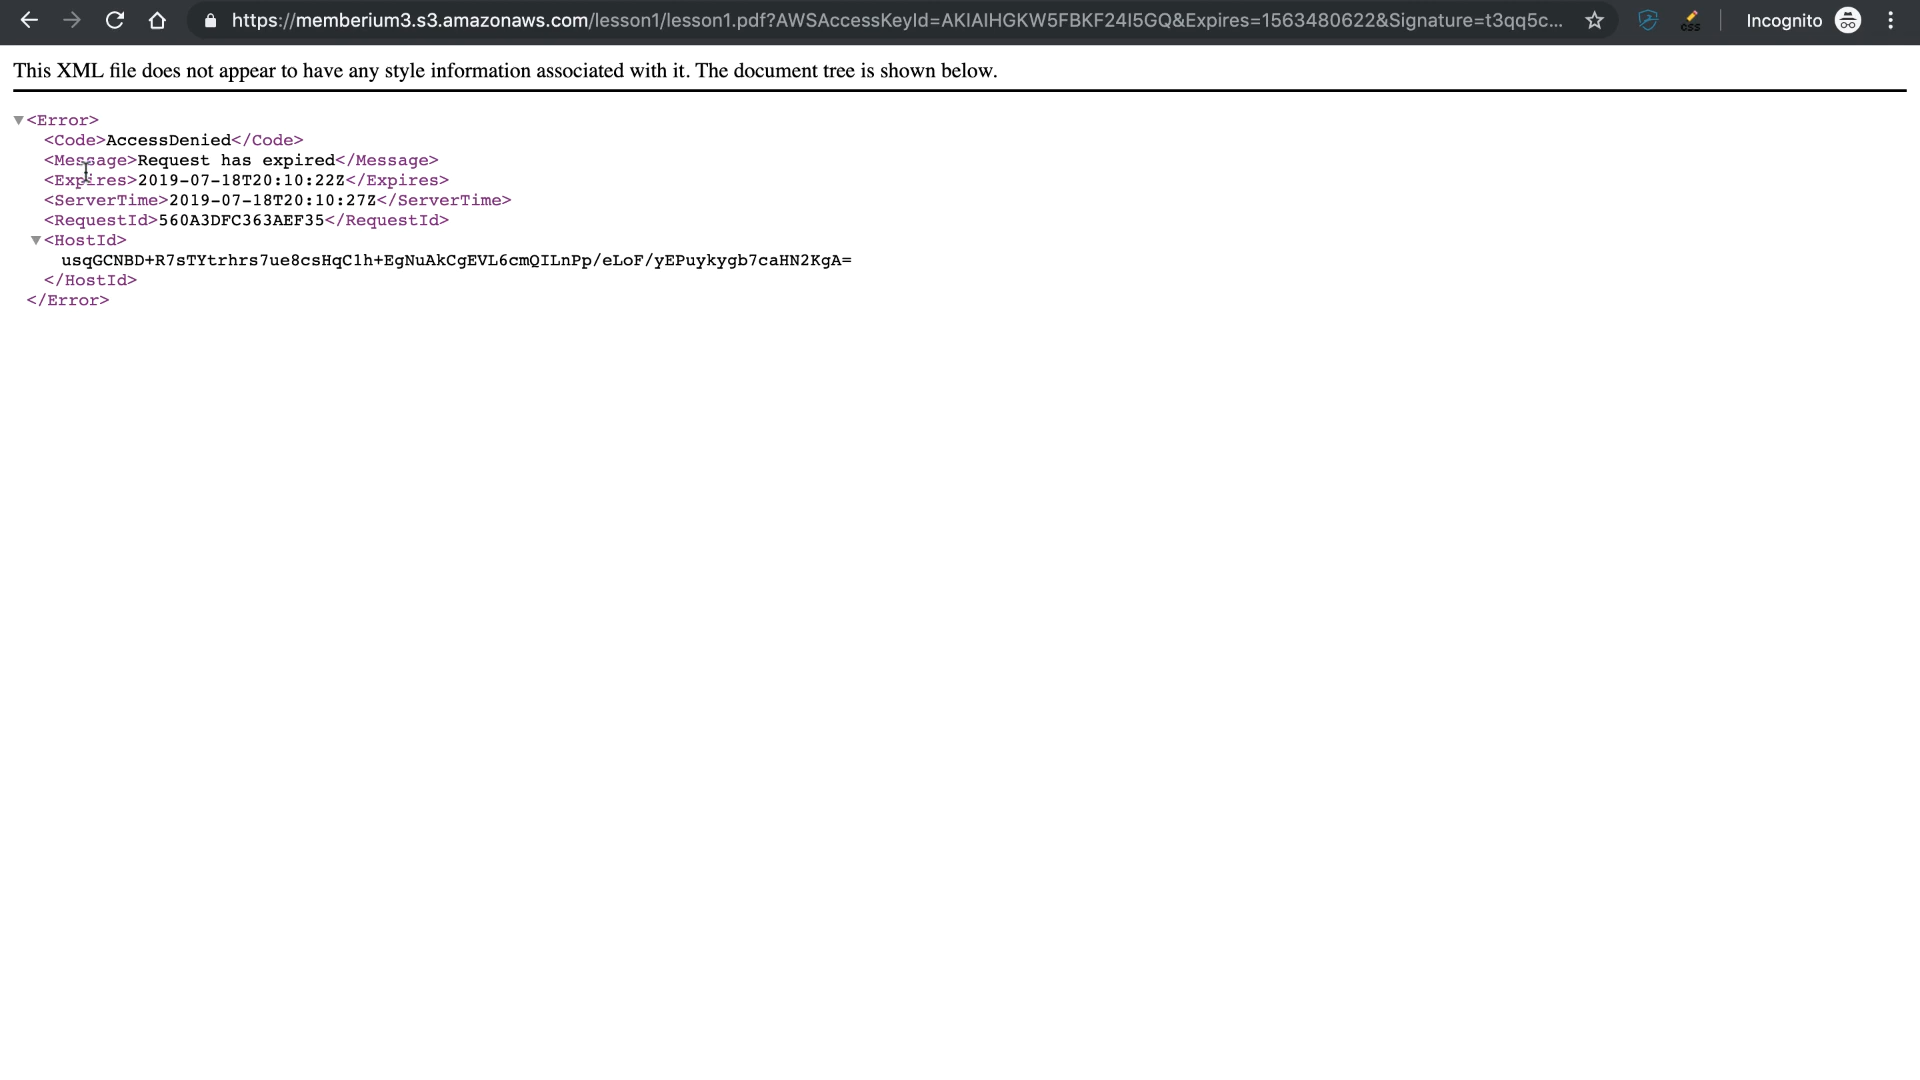 https://memberium3.s3.amazonaws.com/lesson1/lesson1.pdf?AWSAccessKeyId=AKIAIHGKW5FBKF24I5GQ&Expires=1563480622&Signature=t3qq5c...
css
Incognito
This XML file does not appear to have any style information associated with it. The document tree is shown below.
<Error>
<Code>AccessDenied</Code>
<Message>Request has expired</Message>
<Expires>2019-07-18T20:10:22Z</Expires>
<ServerTime>2019-07-18T20:10:27Z</ServerTime>
<RequestId>560A3DFC363AEF35</RequestId>
<HostId>
usqGCNBD+R7sTYtrhrs7ue8csHqC1h+EgNuAkCgEVL6cmQILnPp/eLoF/yEPuykygb7caHN2KgA=
</HostId>
</Error>